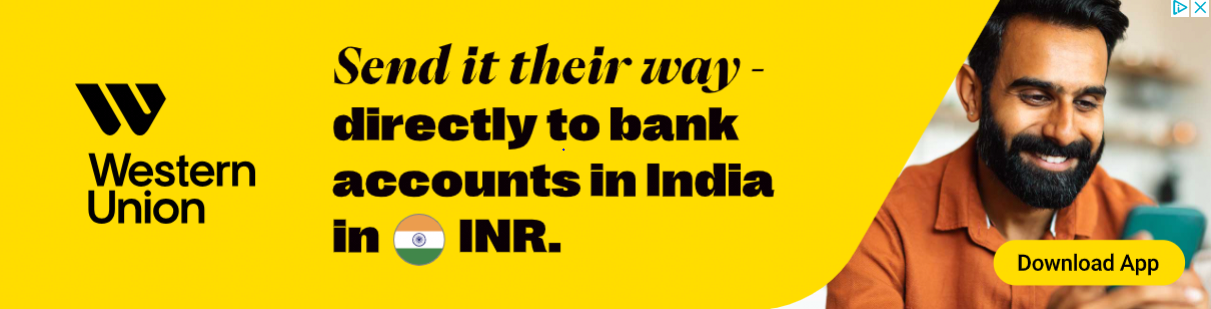 Western
Union
Send it their way -
directly to bank
accounts in India
in INR.
Download App